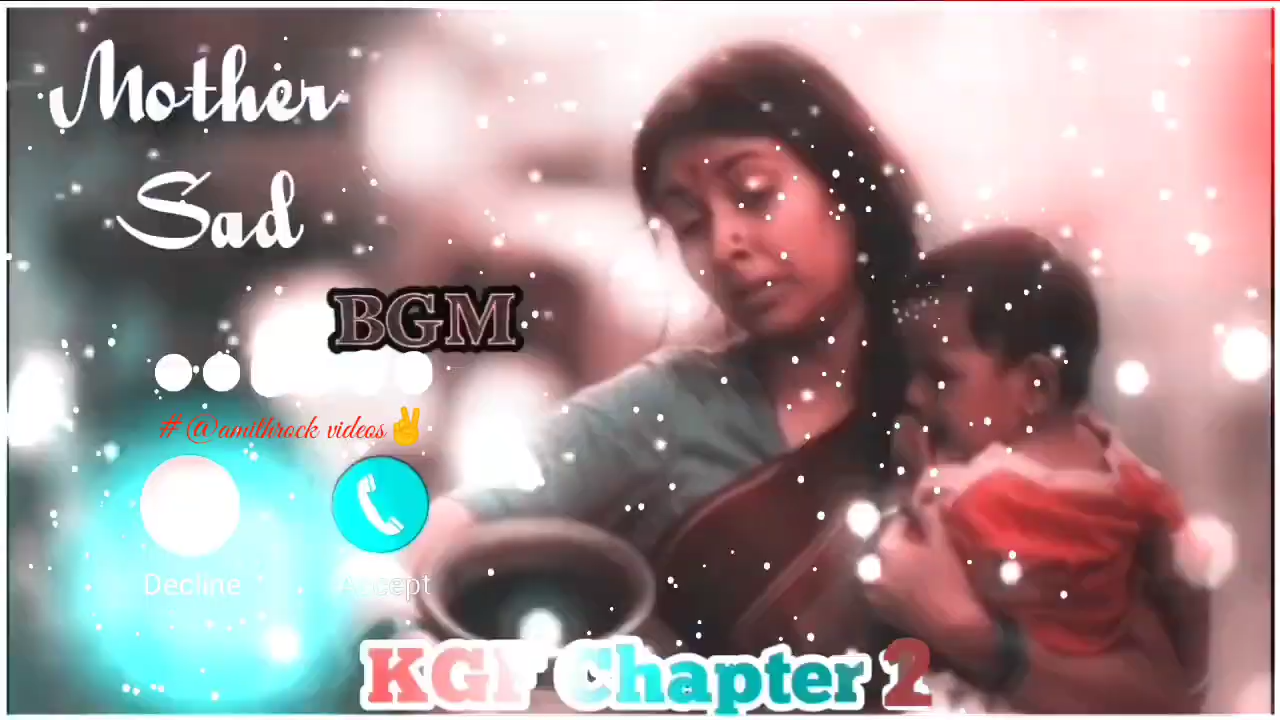 Mother
Sad
BGM
#@amithrock videos✌
Decline
Accept
KGF Chapter 2